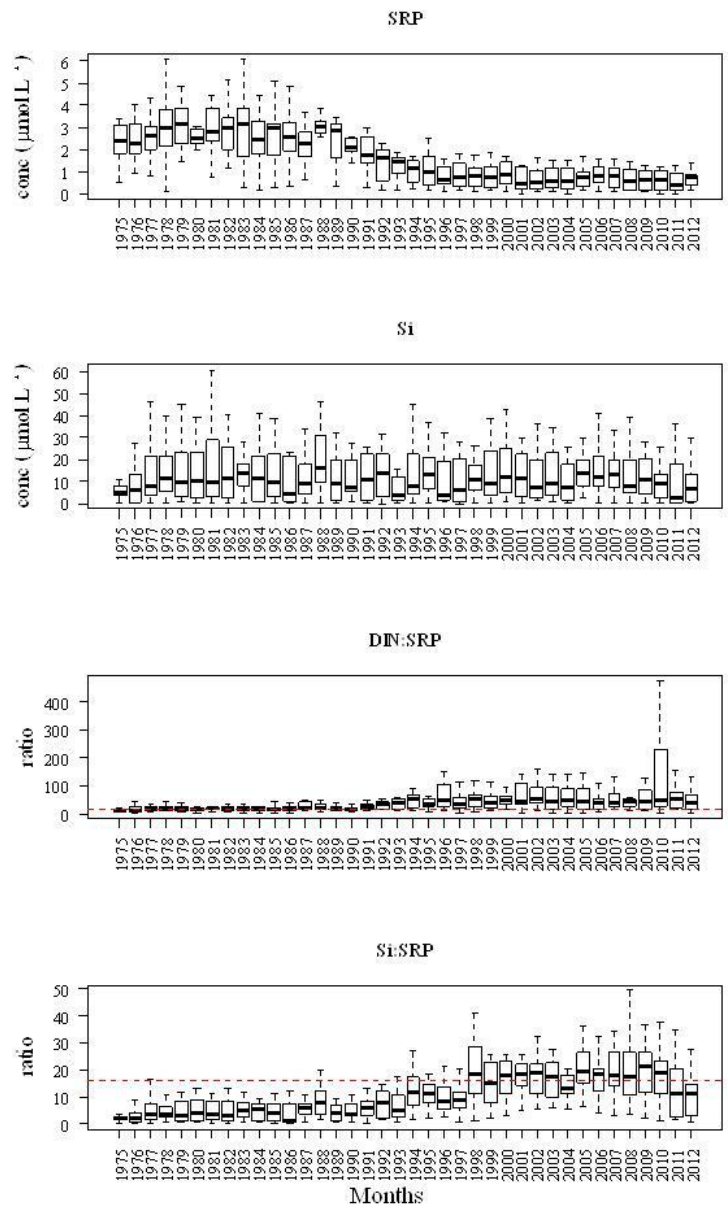 SRP
conc ( μmol L⁻¹)
6
5
4
3
2
1
0
1975 1976 1977 1978 1979 1980 1981 1982 1983 1984 1985 1986 1987 1988 1989 1990 1991 1992 1993 1994 1995 1996 1997 1998 1999 2000 2001 2002 2003 2004 2005 2006 2007 2008 2009 2010 2011 2012
Si
conc ( μmol L⁻¹)
60
50
40
30
20
10
0
1975 1976 1977 1978 1979 1980 1981 1982 1983 1984 1985 1986 1987 1988 1989 1990 1991 1992 1993 1994 1995 1996 1997 1998 1999 2000 2001 2002 2003 2004 2005 2006 2007 2008 2009 2010 2011 2012
DIN:SRP
ratio
400
300
200
100
0
1975 1976 1977 1978 1979 1980 1981 1982 1983 1984 1985 1986 1987 1988 1989 1990 1991 1992 1993 1994 1995 1996 1997 1998 1999 2000 2001 2002 2003 2004 2005 2006 2007 2008 2009 2010 2011 2012
Si:SRP
ratio
50
40
30
20
10
0
1975 1976 1977 1978 1979 1980 1981 1982 1983 1984 1985 1986 1987 1988 1989 1990 1991 1992 1993 1994 1995 1996 1997 1998 1999 2000 2001 2002 2003 2004 2005 2006 2007 2008 2009 2010 2011 2012
Months